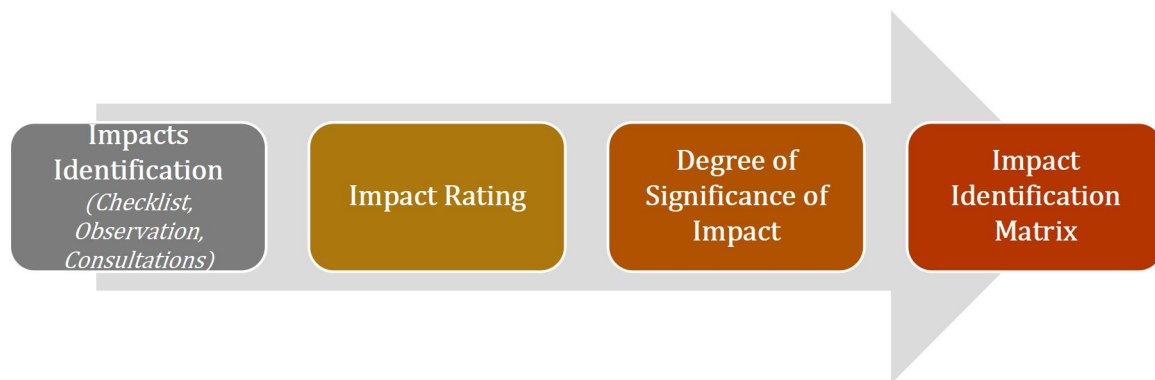 Impacts
Identification
(Checklist,
Observation,
Consultations)
Impact Rating
Degree of
Significance of
Impact
Impact
Identification
Matrix